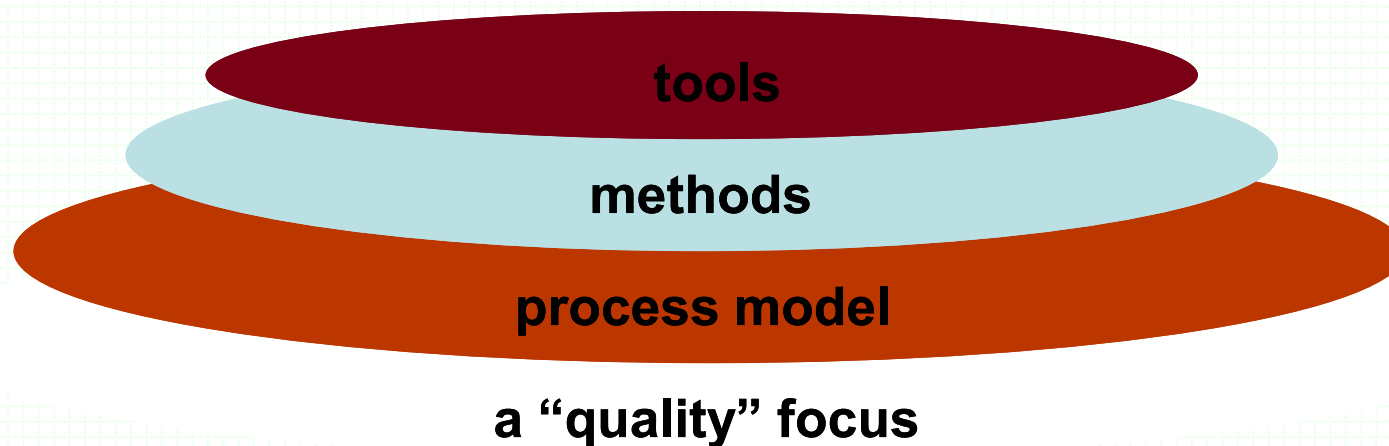 tools
methods
process model
a “quality” focus